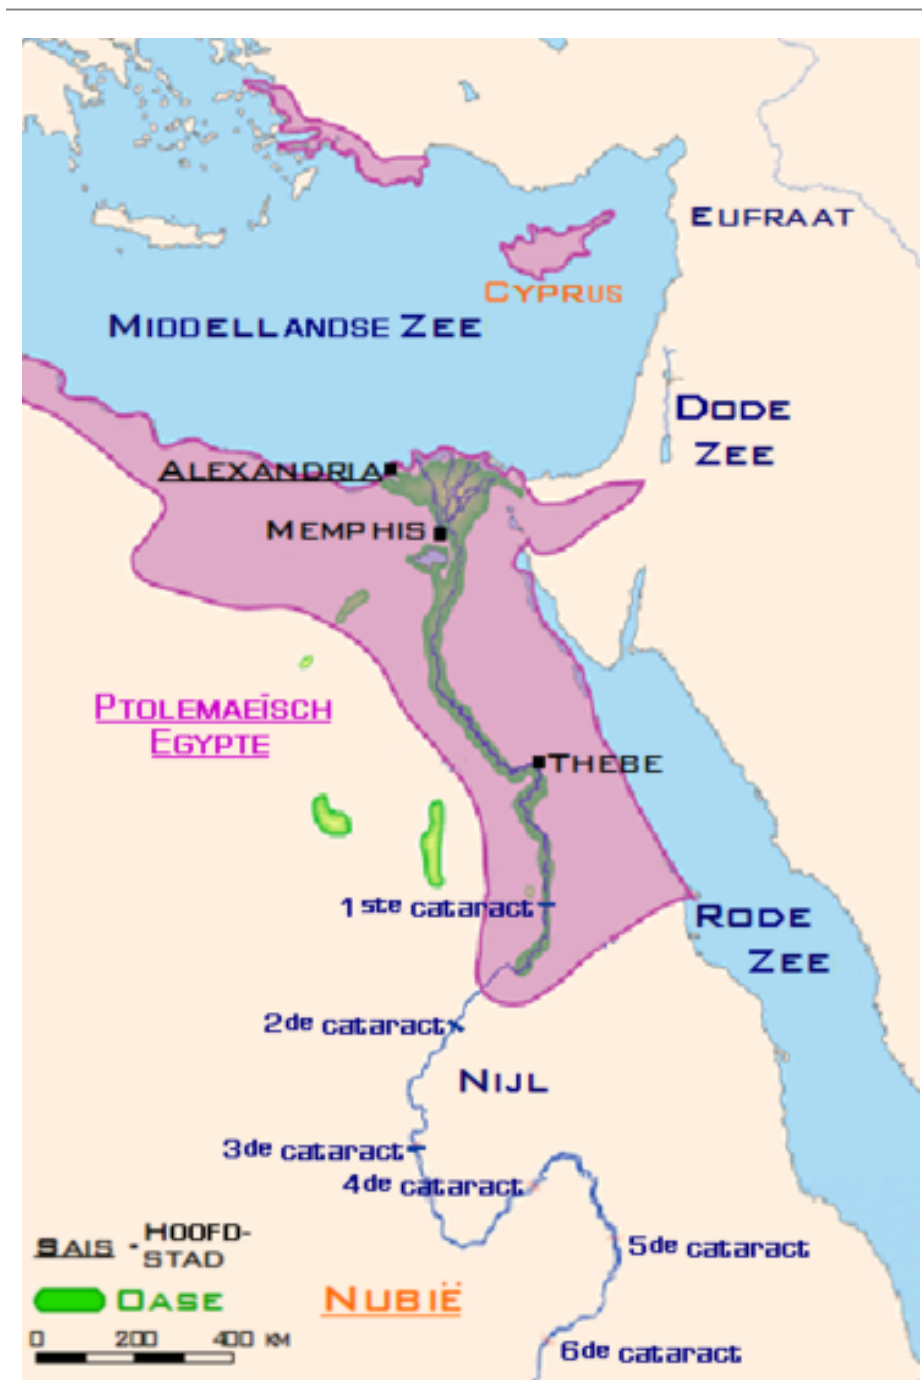 EUFRAAT
CYPRUS
MIDDELLANDSE ZEE
DODE
ZEE
ALEXANDRIA
MEMPHIS
PTOLEMAEÏSCH
EGYPTE
THEBE
1ste cataract
RODE
ZEE
2de cataract
NIJL
3de cataract
4de cataract
SAIS - HOOFD-
STAD
5de cataract
OASE
NUBIË
0 200 400 KM
6de cataract